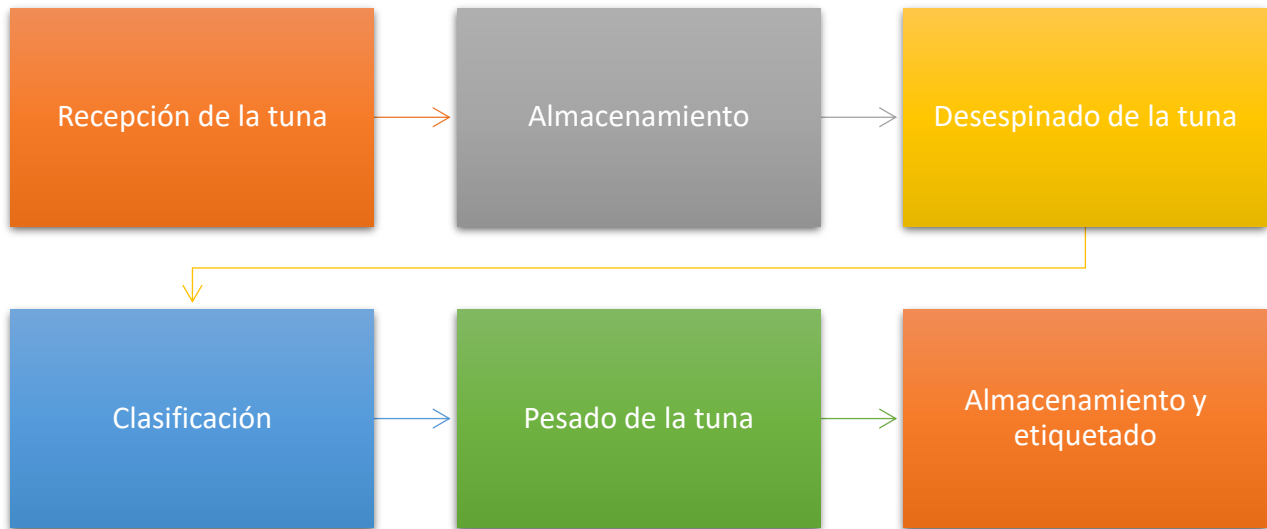 Recepción de la tuna
Almacenamiento
Desespinado de la tuna
Clasificación
Pesado de la tuna
Almacenamiento y
etiquetado